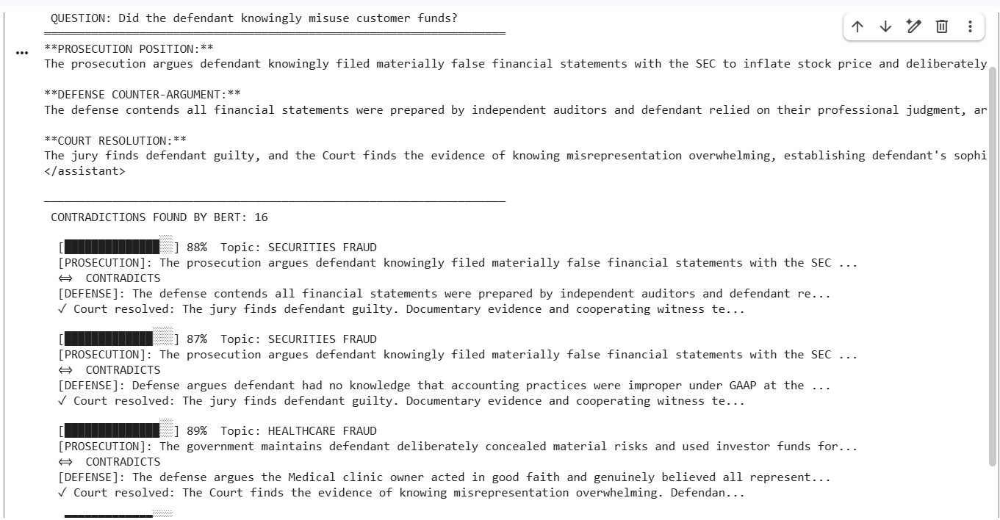 QUESTION: Did the defendant knowingly misuse customer funds?
**PROSECUTION POSITION:**
The prosecution argues defendant knowingly filed materially false financial statements with the SEC to inflate stock price and deliberately
**DEFENSE COUNTER-ARGUMENT:**
The defense contends all financial statements were prepared by independent auditors and defendant relied on their professional judgment, ar
**COURT RESOLUTION:**
The jury finds defendant guilty, and the Court finds the evidence of knowing misrepresentation overwhelming, establishing defendant's sophi
</assistant>
CONTRADICTIONS FOUND BY BERT: 16
[██████████████░░] 88%  Topic: SECURITIES FRAUD
[PROSECUTION]: The prosecution argues defendant knowingly filed materially false financial statements with the SEC ...
⇔  CONTRADICTS
[DEFENSE]: The defense contends all financial statements were prepared by independent auditors and defendant re...
✓ Court resolved: The jury finds defendant guilty. Documentary evidence and cooperating witness te...
[█████████████░░░] 87%  Topic: SECURITIES FRAUD
[PROSECUTION]: The prosecution argues defendant knowingly filed materially false financial statements with the SEC ...
⇔  CONTRADICTS
[DEFENSE]: Defense argues defendant had no knowledge that accounting practices were improper under GAAP at the ...
✓ Court resolved: The jury finds defendant guilty. Documentary evidence and cooperating witness te...
[██████████████░░] 89%  Topic: HEALTHCARE FRAUD
[PROSECUTION]: The government maintains defendant deliberately concealed material risks and used investor funds for...
⇔  CONTRADICTS
[DEFENSE]: The defense argues the Medical clinic owner acted in good faith and genuinely believed all represent...
✓ Court resolved: The Court finds the evidence of knowing misrepresentation overwhelming. Defendan...